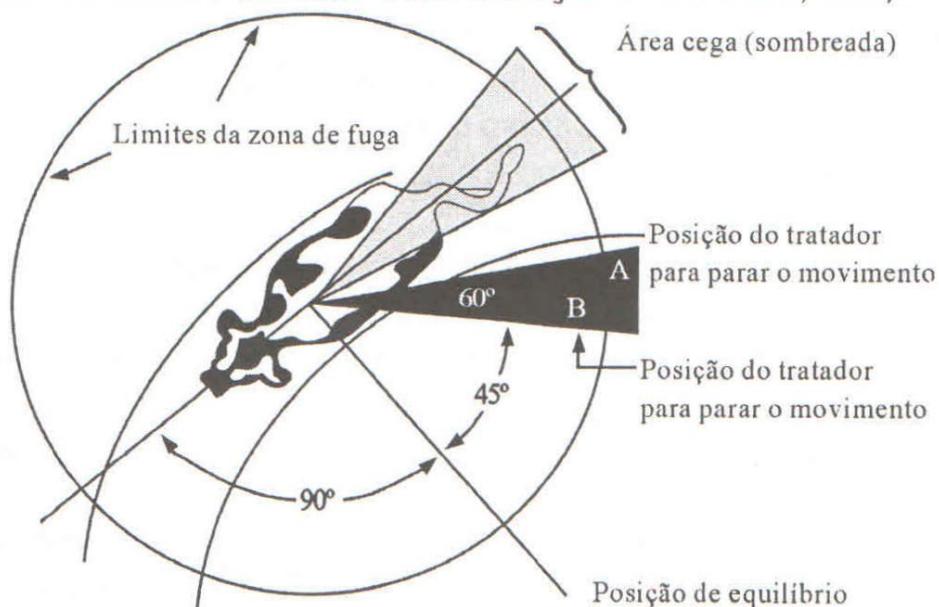 Área cega (sombreada)
Limites da zona de fuga
Posição do tratador
para parar o movimento
A
60º
B
Posição do tratador
para parar o movimento
45º
90º
Posição de equilíbrio